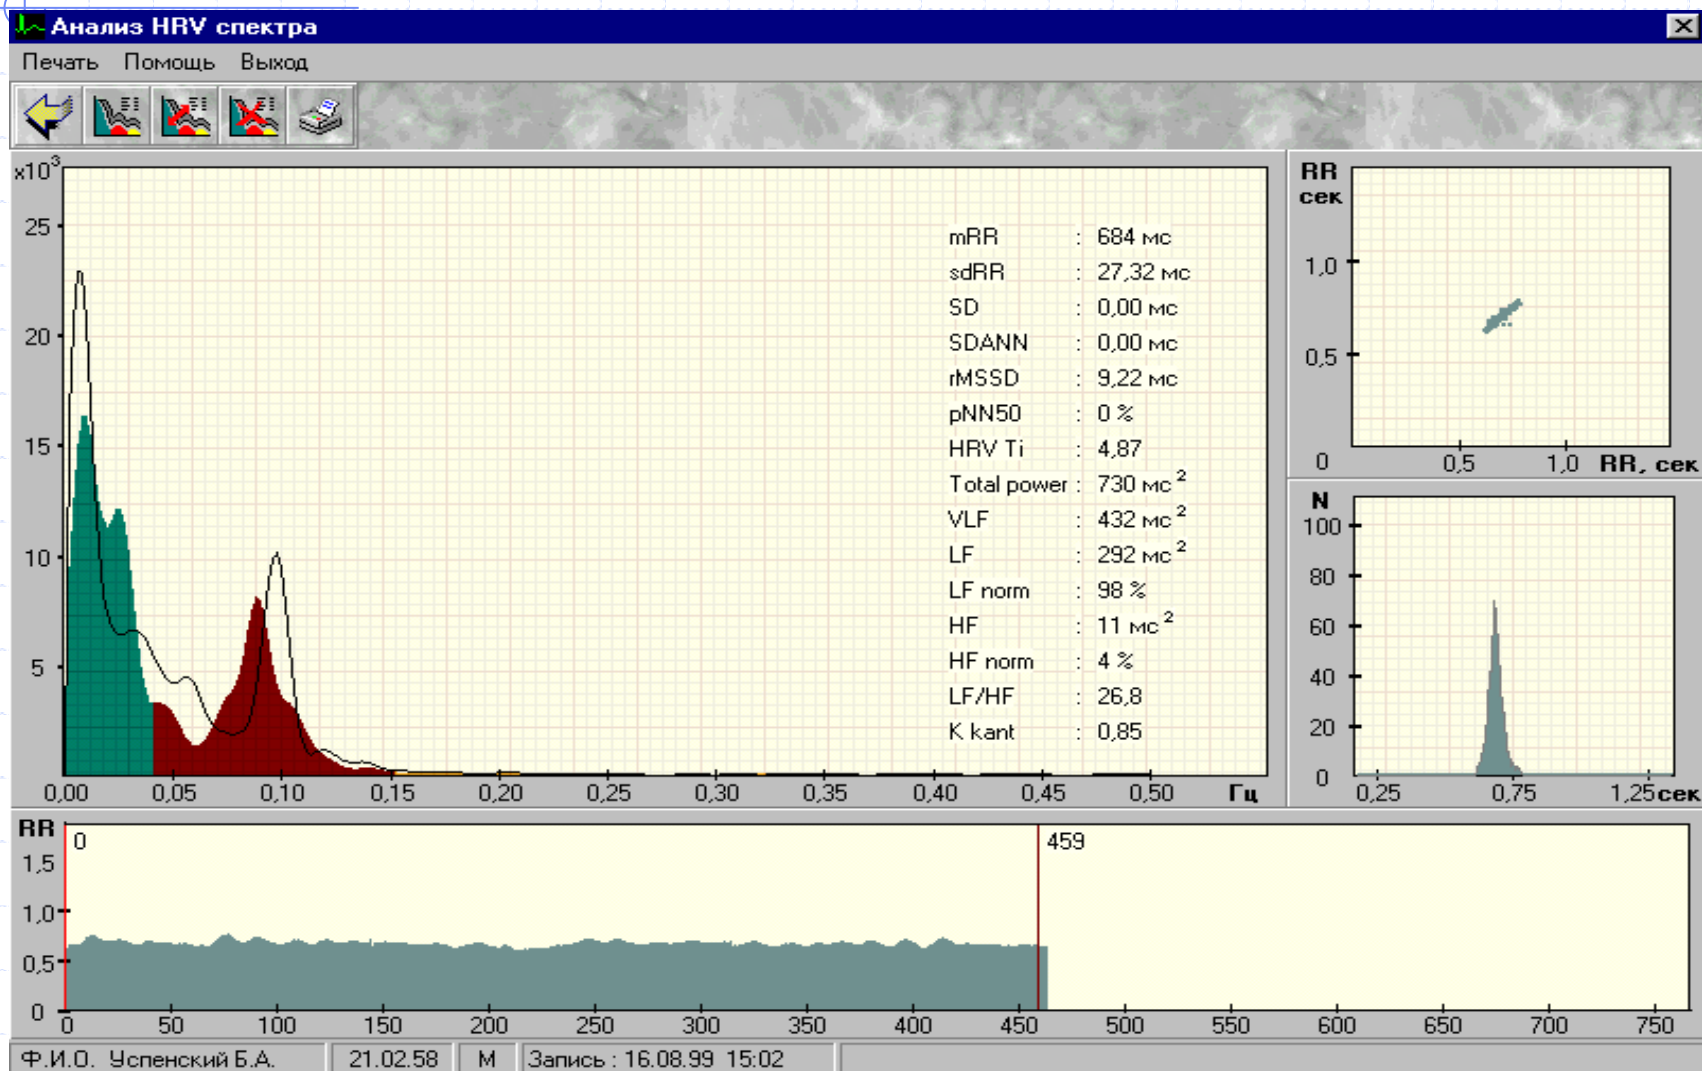 Анализ HRV спектра
Печать Помощь Выход
x10³
25
20
15
10
5
0,00 0,05 0,10 0,15 0,20 0,25 0,30 0,35 0,40 0,45 0,50 Гц
mRR : 684 мс
sdRR : 27,32 мс
SD : 0,00 мс
SDANN : 0,00 мс
rMSSD : 9,22 мс
pNN50 : 0 %
HRV Ti : 4,87
Total power : 730 мс²
VLF : 432 мс²
LF : 292 мс²
LF norm : 98 %
HF : 11 мс²
HF norm : 4 %
LF/HF : 26,8
K kant : 0,85
RR
сек
1,0
0,5
0 0,5 1,0 RR, сек
N
100
80
60
40
20
0
0,25 0,75 1,25 сек
RR
1,5
1,0
0,5
0
0 459
0 50 100 150 200 250 300 350 400 450 500 550 600 650 700 750
Ф.И.О. Успенский Б.А. 21.02.58 М Запись : 16.08.99 15:02